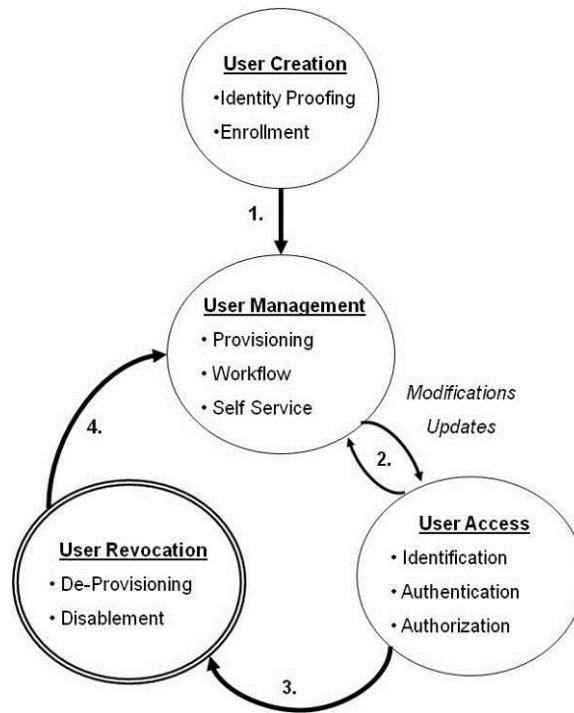 User Creation
•Identity Proofing
•Enrollment
1.
User Management
• Provisioning
• Workflow
• Self Service
Modifications
Updates
4.
2.
User Access
• Identification
• Authentication
• Authorization
User Revocation
• De-Provisioning
• Disablement
3.